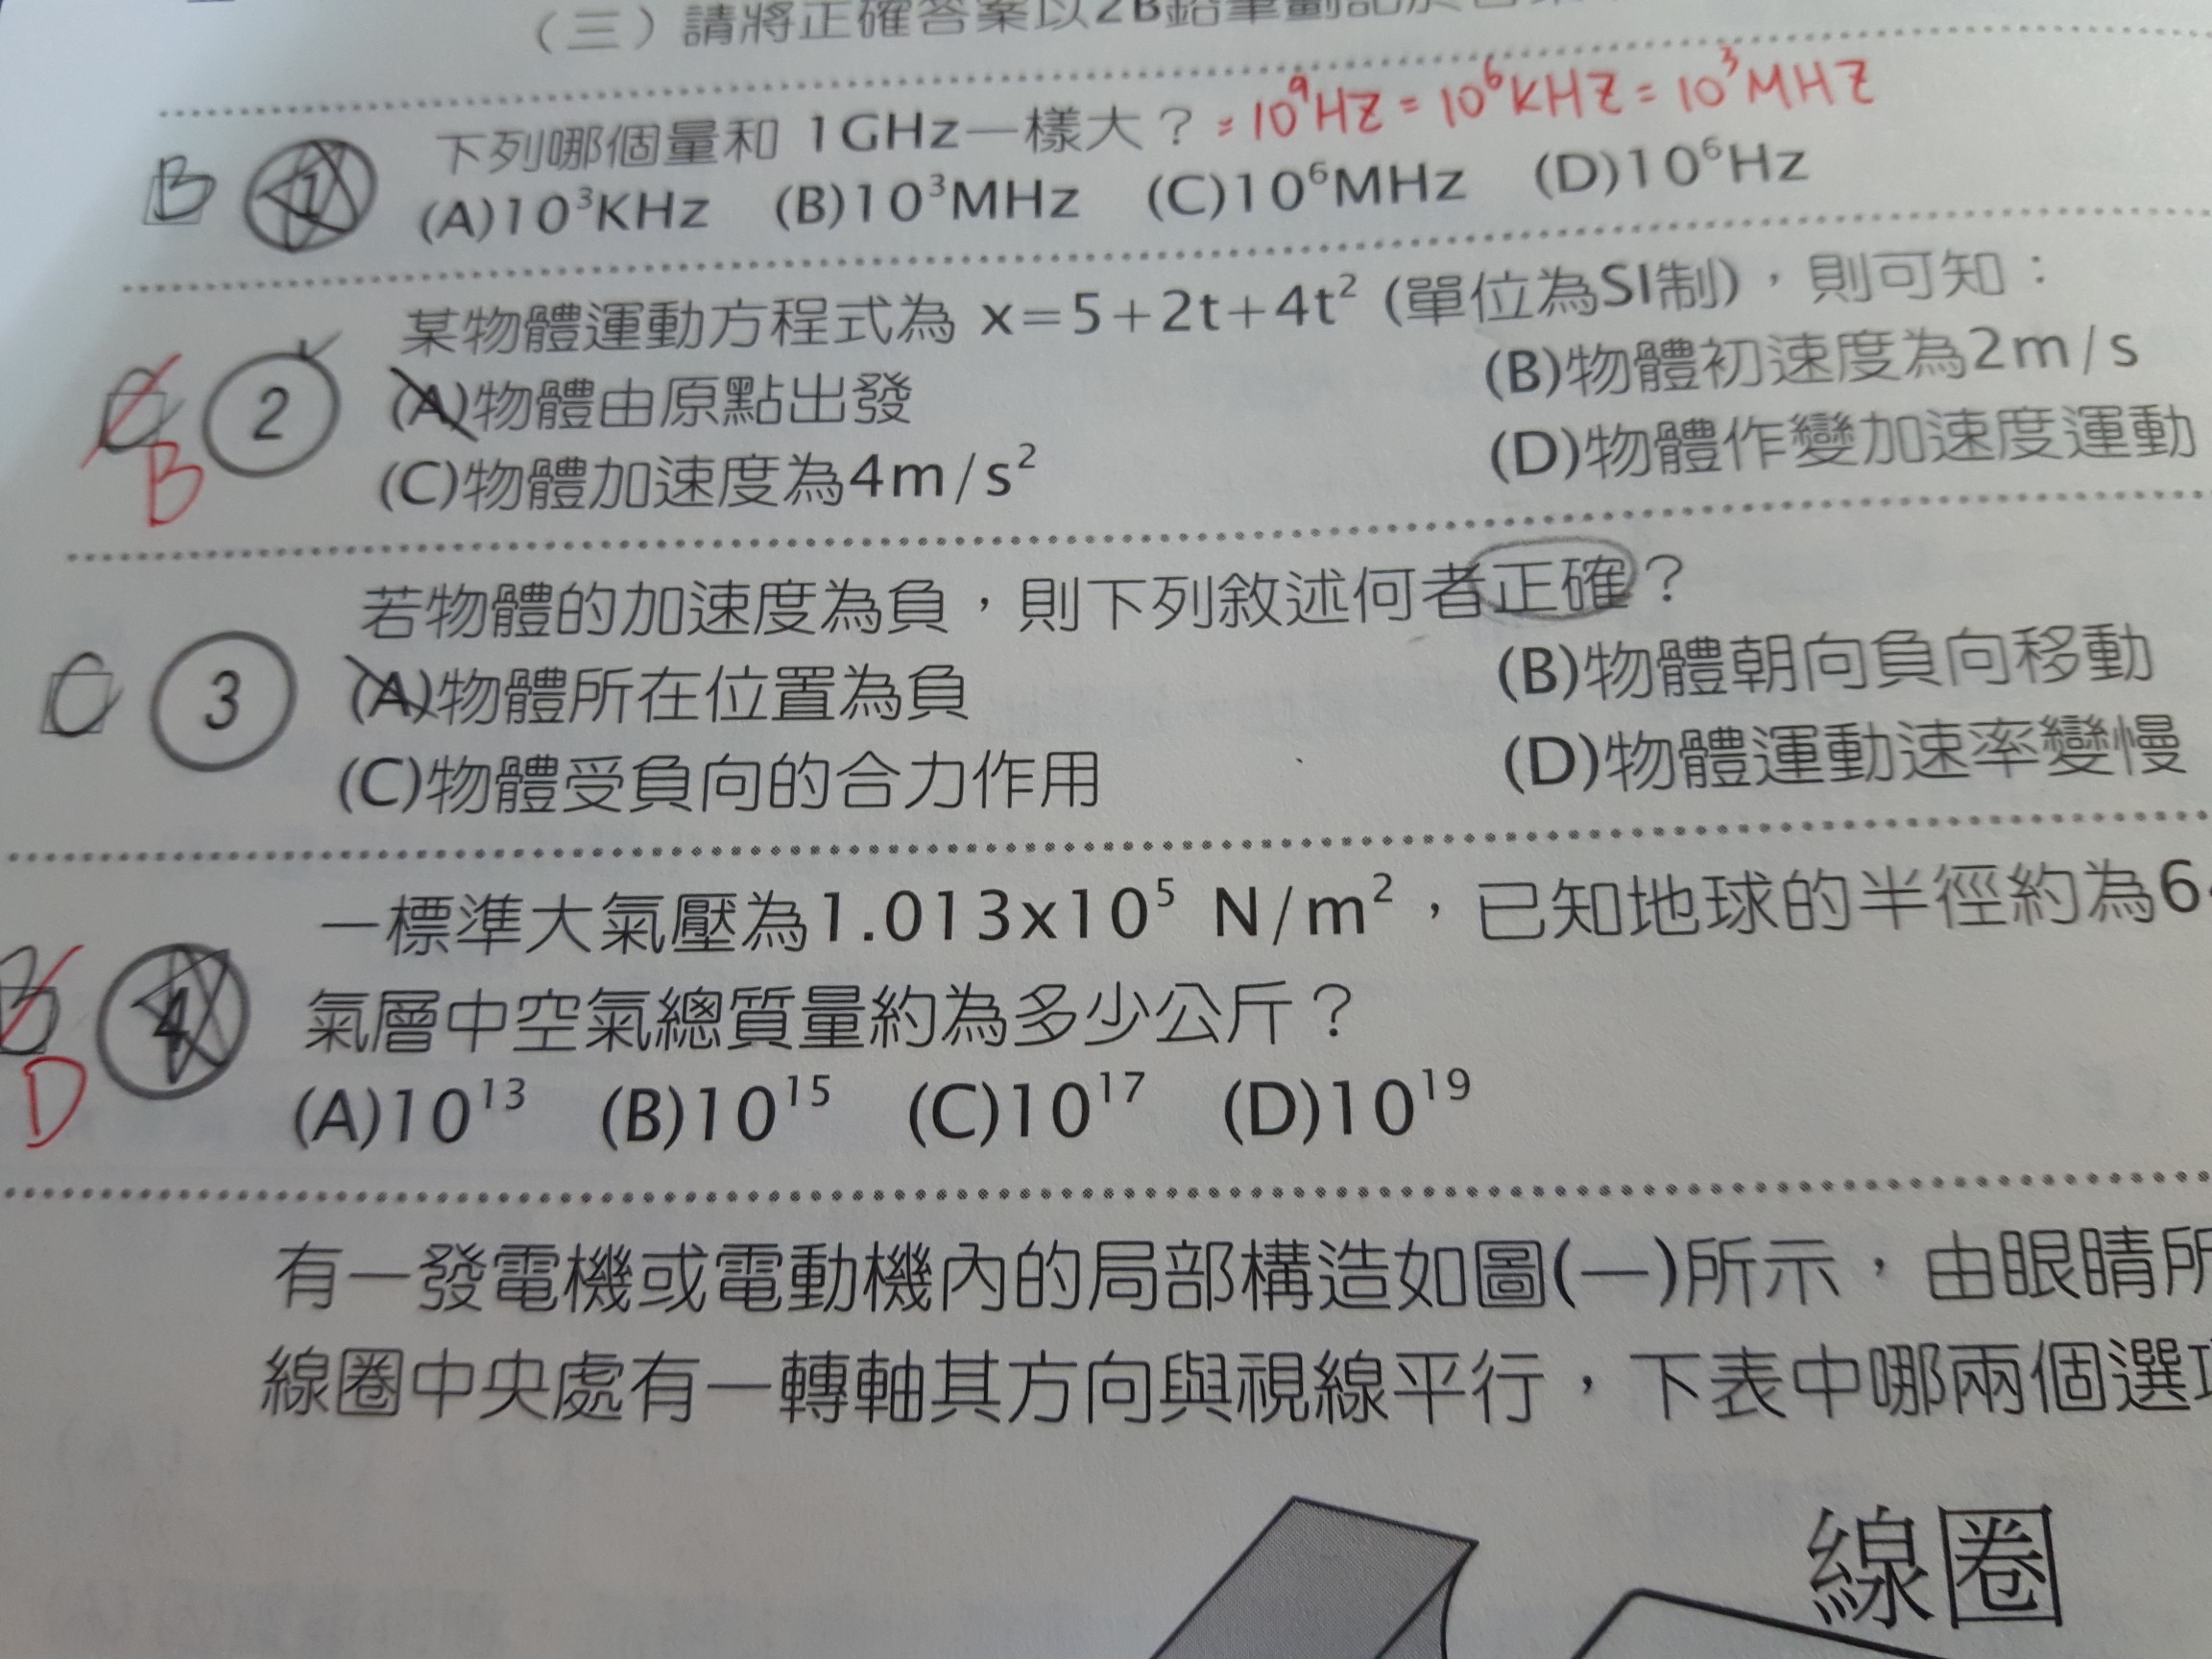 （三）請將正確答案以2B鉛筆劃記於答案
B 1 下列哪個量和 1GHz一樣大？ = 10⁹HZ = 10⁶KHZ = 10³MHZ
(A)10³KHz (B)10³MHz (C)10⁶MHz (D)10⁶Hz
C B 2 某物體運動方程式為 x=5+2t+4t² (單位為SI制)，則可知：
(A)物體由原點出發 (B)物體初速度為2m/s
(C)物體加速度為4m/s² (D)物體作變加速度運動
C 3 若物體的加速度為負，則下列敘述何者正確？
(A)物體所在位置為負 (B)物體朝向負向移動
(C)物體受負向的合力作用 (D)物體運動速率變慢
B D 4 一標準大氣壓為1.013x10⁵ N/m²，已知地球的半徑約為6
氣層中空氣總質量約為多少公斤？
(A)10¹³ (B)10¹⁵ (C)10¹⁷ (D)10¹⁹
有一發電機或電動機內的局部構造如圖(一)所示，由眼睛所
線圈中央處有一轉軸其方向與視線平行，下表中哪兩個選
線圈